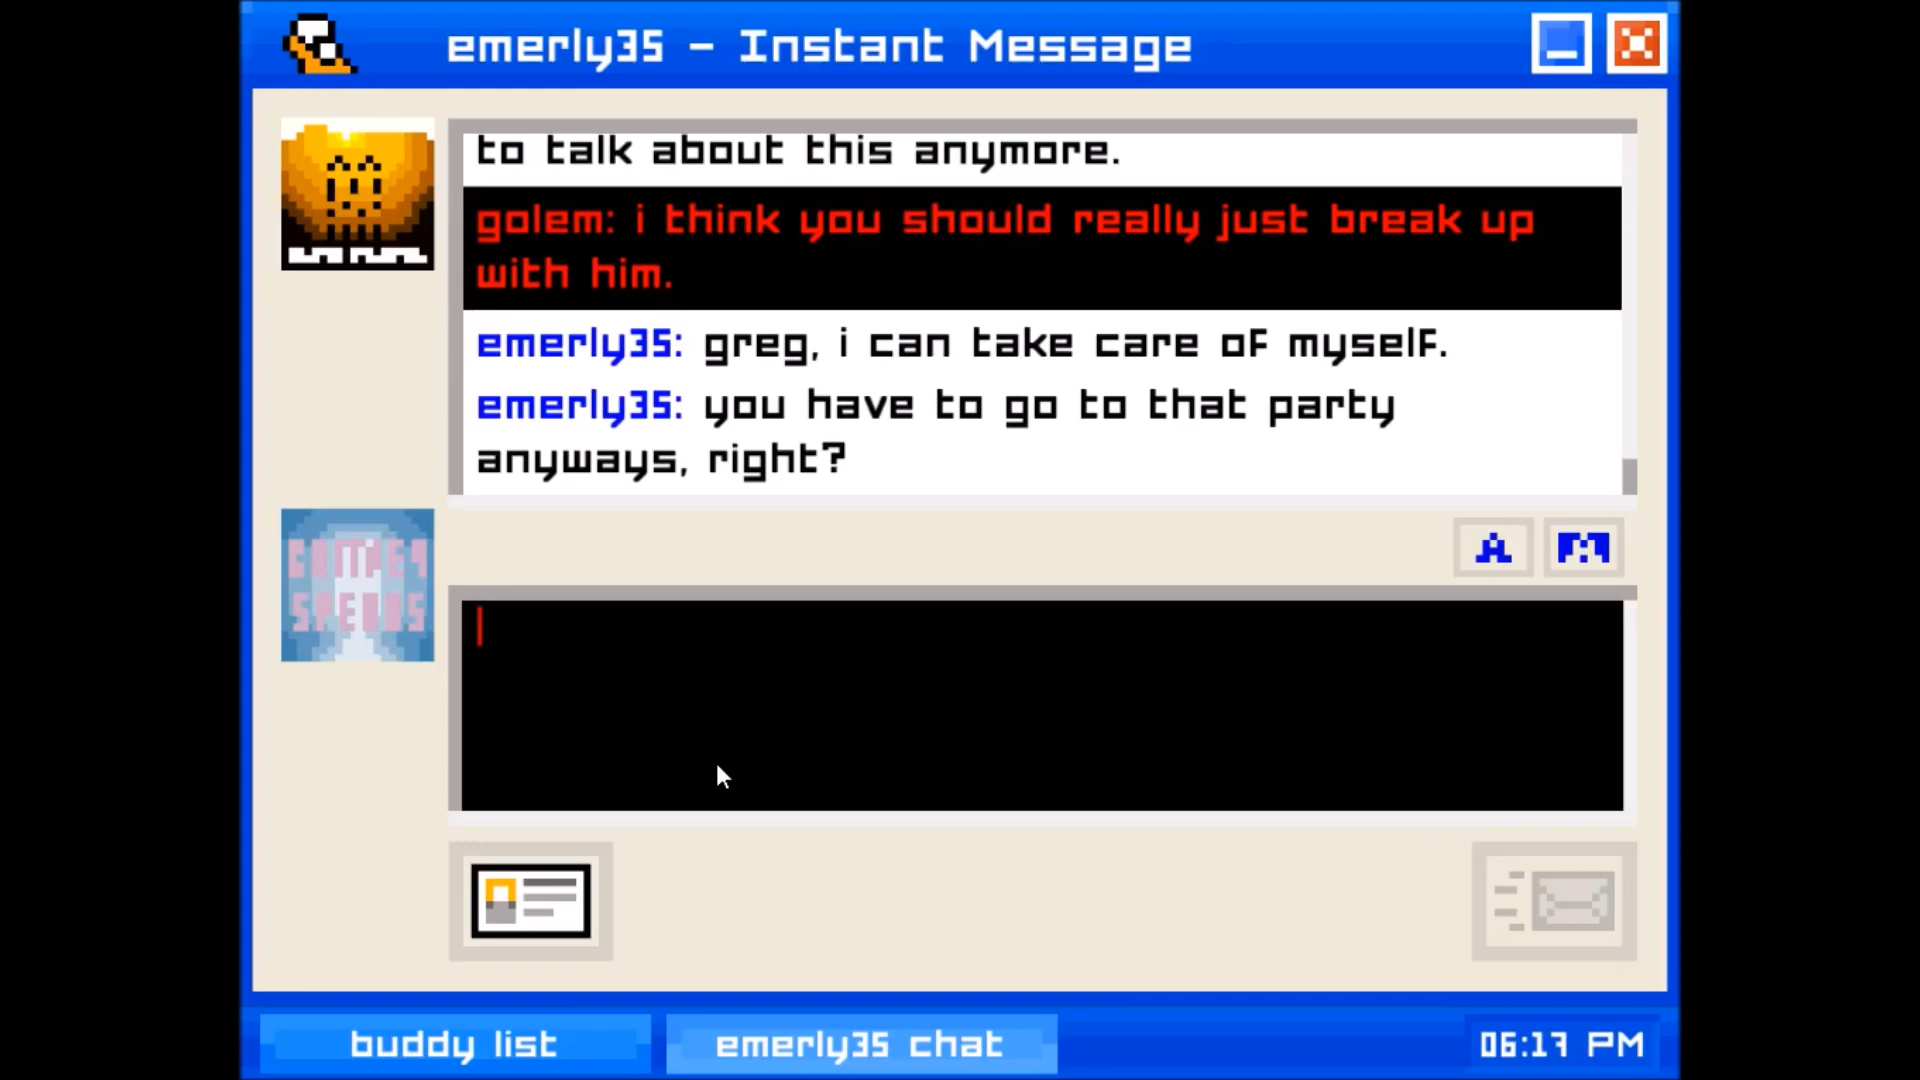 emerly35 - Instant Message
to talk about this anymore.
golem: i think you should really just break up
with him.
emerly35: greg, i can take care of myself.
emerly35: you have to go to that party
anyways, right?
A
buddy list
emerly35 chat
06:17 PM